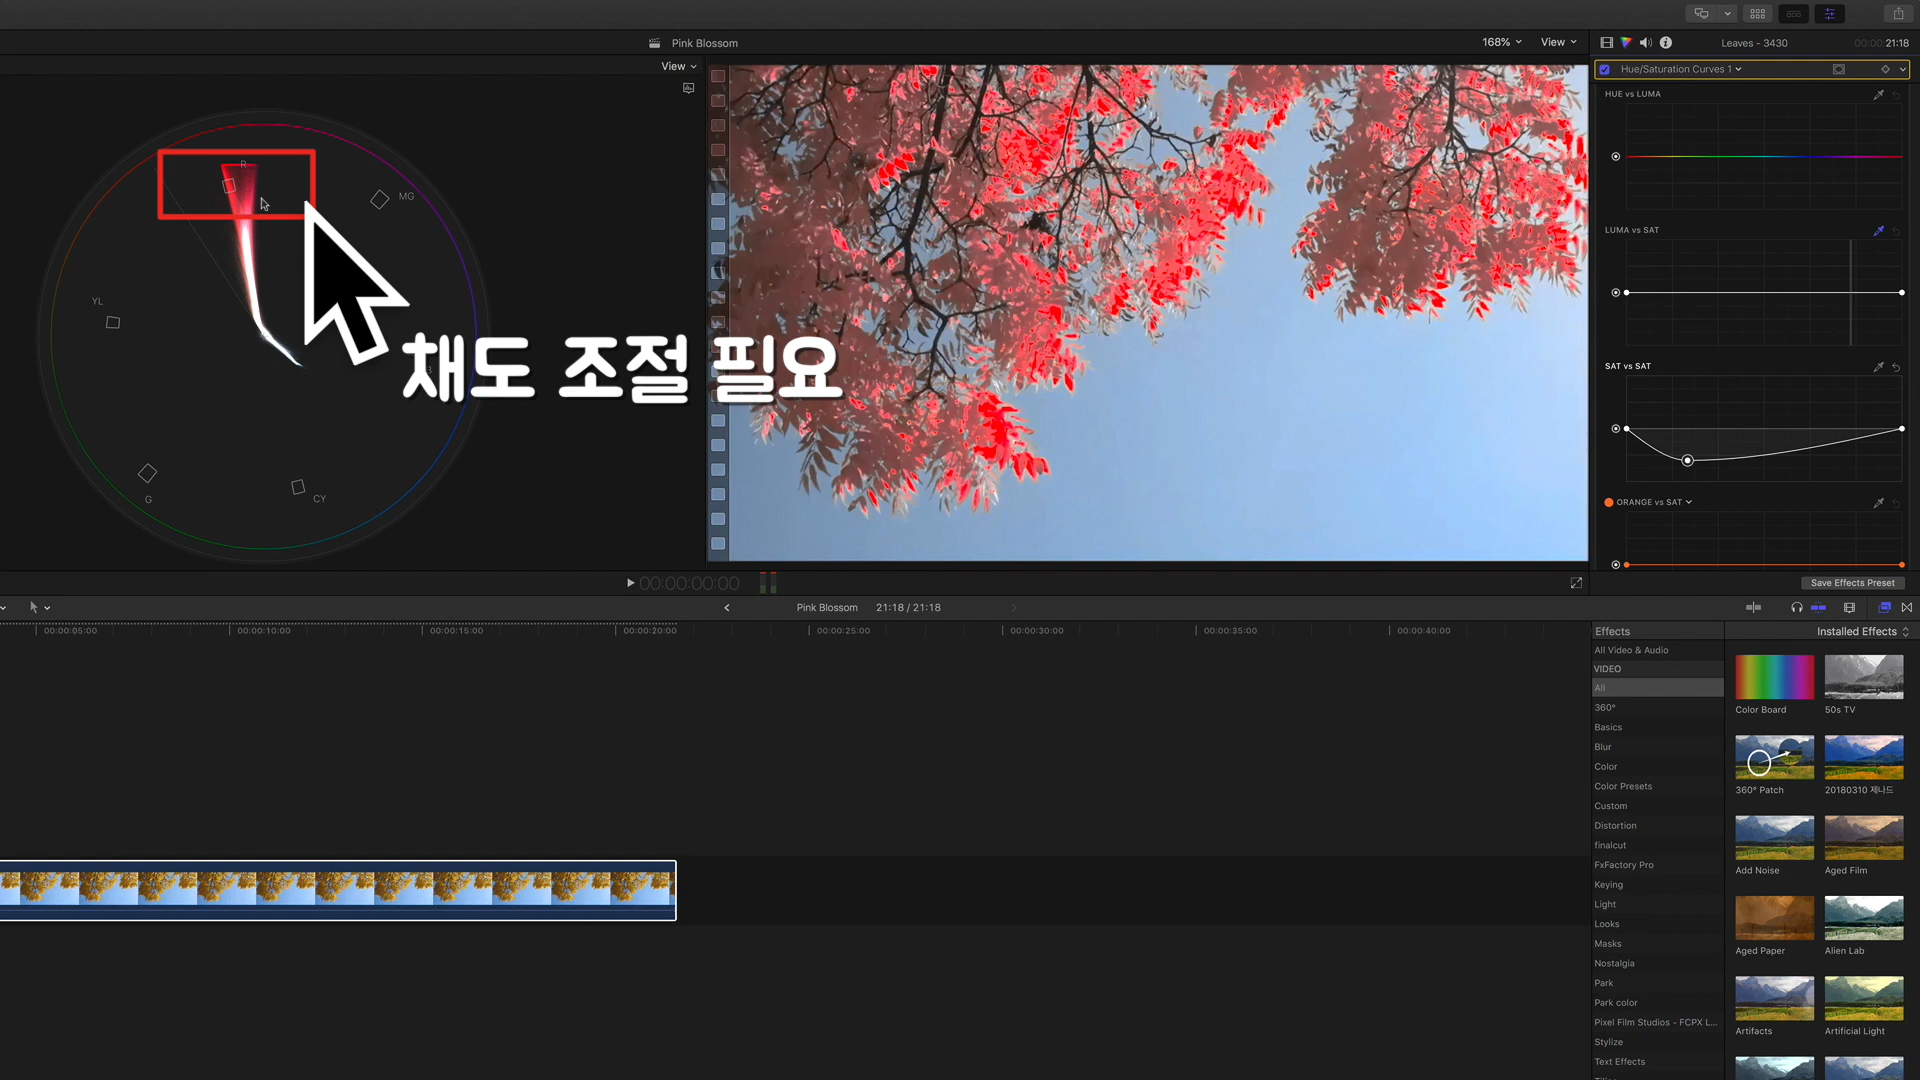 Pink Blossom
168%
View
Leaves - 3430
00:00:21:18
View
Hue/Saturation Curves 1
HUE vs LUMA
R
MG
YL
B
G
CY
채도 조절 필요
LUMA vs SAT
SAT vs SAT
ORANGE vs SAT
00:00:00:00
Save Effects Preset
Pink Blossom
21:18 / 21:18
00:00:05:00
00:00:10:00
00:00:15:00
00:00:20:00
00:00:25:00
00:00:30:00
00:00:35:00
00:00:40:00
Effects
Installed Effects
All Video & Audio
VIDEO
All
360°
Basics
Blur
Color
Color Presets
Custom
Distortion
finalcut
FxFactory Pro
Keying
Light
Looks
Masks
Nostalgia
Park
Park color
Pixel Film Studios - FCPX L...
Stylize
Text Effects
Color Board
50s TV
360° Patch
20180310 제나드
Add Noise
Aged Film
Aged Paper
Alien Lab
Artifacts
Artificial Light